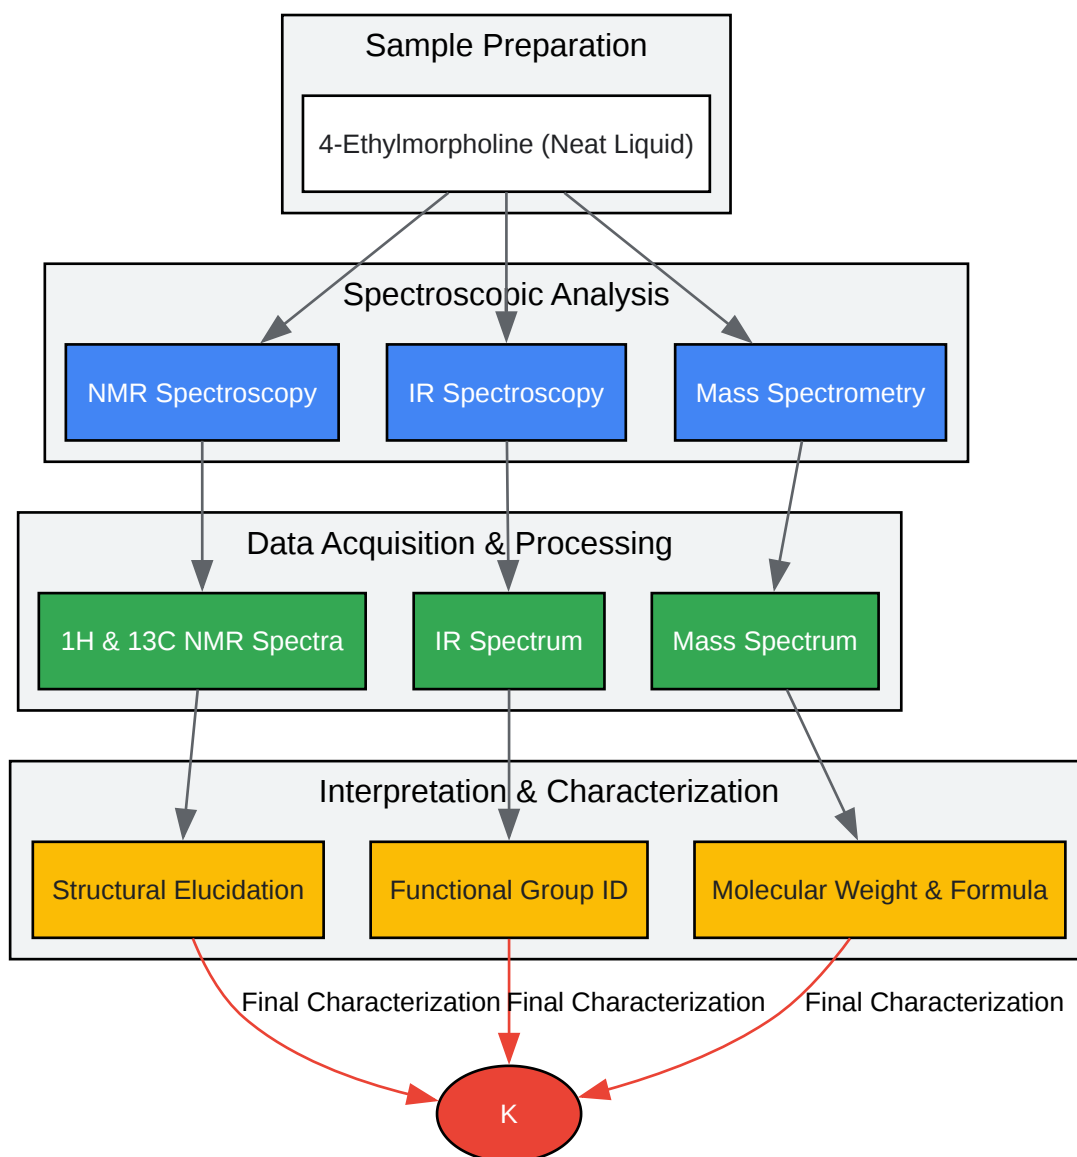 Sample Preparation
4-Ethylmorpholine (Neat Liquid)
Spectroscopic Analysis
NMR Spectroscopy
IR Spectroscopy
Mass Spectrometry
Data Acquisition & Processing
1H & 13C NMR Spectra
IR Spectrum
Mass Spectrum
Interpretation & Characterization
Structural Elucidation
Functional Group ID
Molecular Weight & Formula
Final Characterization
Final Characterization
Final Characterization
K